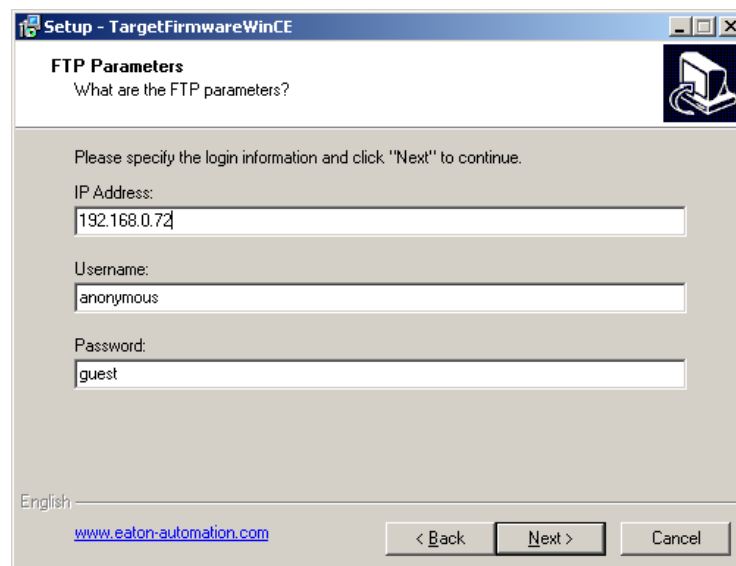 Setup - TargetFirmwareWinCE
FTP Parameters
What are the FTP parameters?
Please specify the login information and click "Next" to continue.
IP Address:
192.168.0.72
Username:
anonymous
Password:
guest
English
www.eaton-automation.com
< Back
Next >
Cancel